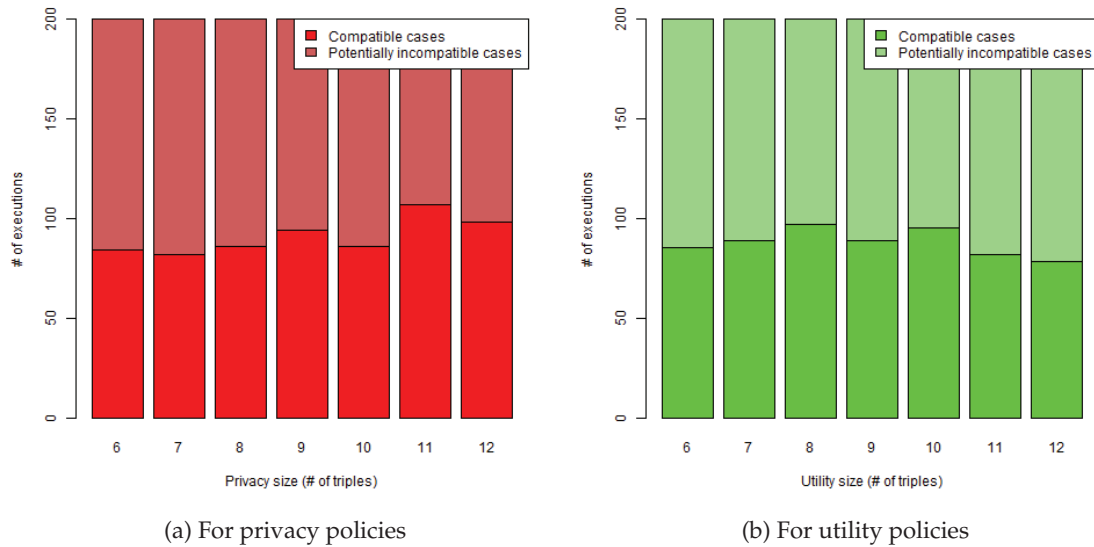 200
150
100
50
0
# of executions
Compatible cases
Potentially incompatible cases
6 7 8 9 10 11 12
Privacy size (# of triples)
(a) For privacy policies
200
150
100
50
0
# of executions
Compatible cases
Potentially incompatible cases
6 7 8 9 10 11 12
Utility size (# of triples)
(b) For utility policies